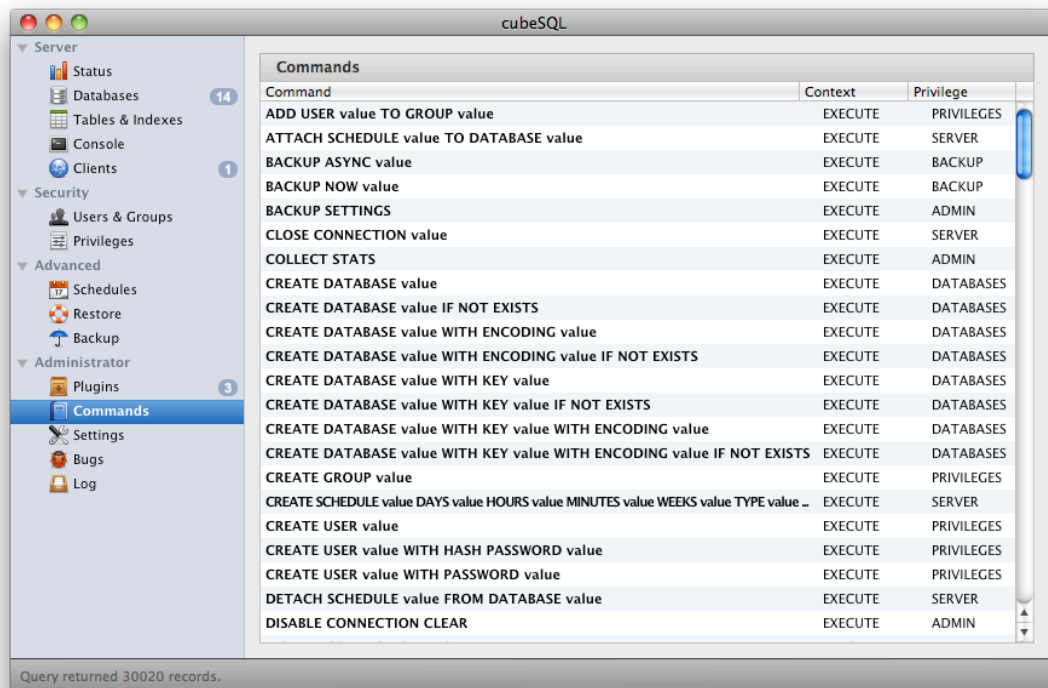 cubeSQL
Server
Status
Databases 14
Tables & Indexes
Console
Clients 1
Security
Users & Groups
Privileges
Advanced
17 Schedules
Restore
Backup
Administrator
Plugins 3
Commands
Settings
Bugs
Log
Commands
Command Context Privilege
ADD USER value TO GROUP value EXECUTE PRIVILEGES
ATTACH SCHEDULE value TO DATABASE value EXECUTE SERVER
BACKUP ASYNC value EXECUTE BACKUP
BACKUP NOW value EXECUTE BACKUP
BACKUP SETTINGS EXECUTE ADMIN
CLOSE CONNECTION value EXECUTE SERVER
COLLECT STATS EXECUTE ADMIN
CREATE DATABASE value EXECUTE DATABASES
CREATE DATABASE value IF NOT EXISTS EXECUTE DATABASES
CREATE DATABASE value WITH ENCODING value EXECUTE DATABASES
CREATE DATABASE value WITH ENCODING value IF NOT EXISTS EXECUTE DATABASES
CREATE DATABASE value WITH KEY value EXECUTE DATABASES
CREATE DATABASE value WITH KEY value IF NOT EXISTS EXECUTE DATABASES
CREATE DATABASE value WITH KEY value WITH ENCODING value EXECUTE DATABASES
CREATE DATABASE value WITH KEY value WITH ENCODING value IF NOT EXISTS EXECUTE DATABASES
CREATE GROUP value EXECUTE PRIVILEGES
CREATE SCHEDULE value DAYS value HOURS value MINUTES value WEEKS value TYPE value ... EXECUTE SERVER
CREATE USER value EXECUTE PRIVILEGES
CREATE USER value WITH HASH PASSWORD value EXECUTE PRIVILEGES
CREATE USER value WITH PASSWORD value EXECUTE PRIVILEGES
DETACH SCHEDULE value FROM DATABASE value EXECUTE SERVER
DISABLE CONNECTION CLEAR EXECUTE ADMIN
Query returned 30020 records.